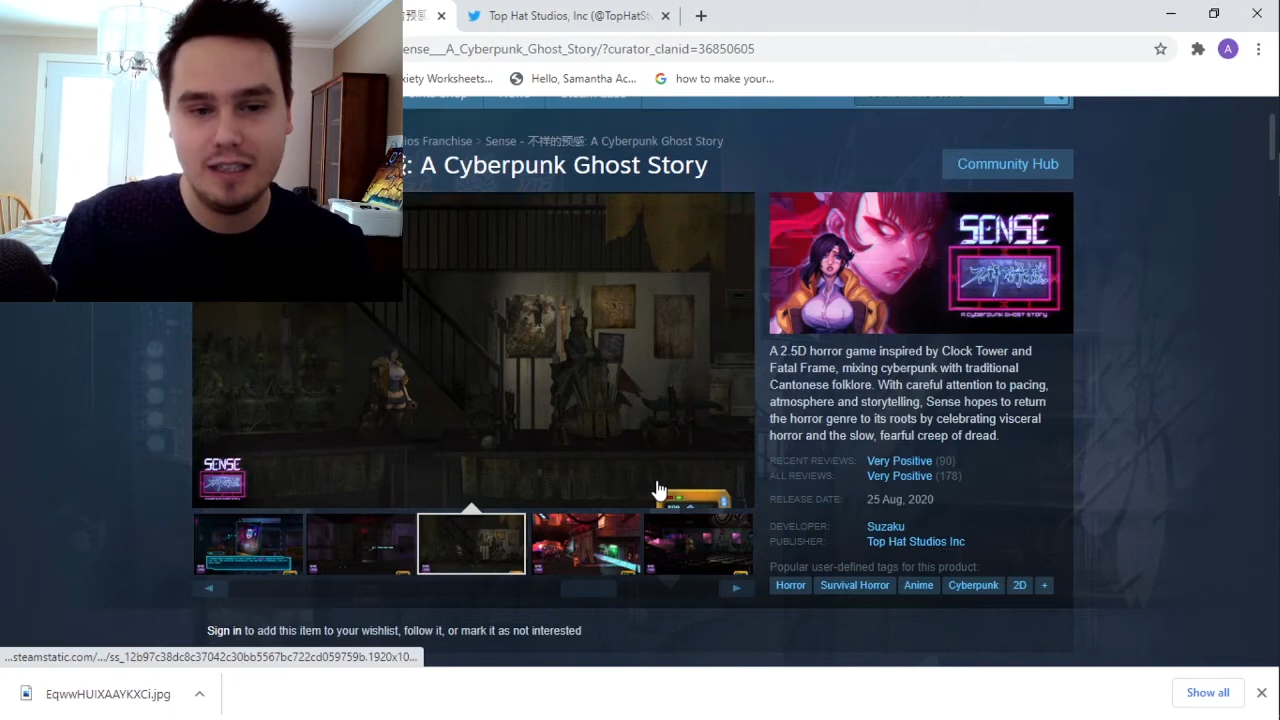 Top Hat Studios, Inc (@TopHatSt
ense___A_Cyberpunk_Ghost_Story/?curator_clanid=36850605
A
xiety Worksheets...
Hello, Samantha Ac...
how to make your...
ios Franchise > Sense - 不祥的预感: A Cyberpunk Ghost Story
: A Cyberpunk Ghost Story
Community Hub
SENSE
A CYBERPUNK GHOST STORY
A 2.5D horror game inspired by Clock Tower and
Fatal Frame, mixing cyberpunk with traditional
Cantonese folklore. With careful attention to pacing,
atmosphere and storytelling, Sense hopes to return
the horror genre to its roots by celebrating visceral
horror and the slow, fearful creep of dread.
RECENT REVIEWS: Very Positive (90)
ALL REVIEWS: Very Positive (178)
RELEASE DATE: 25 Aug, 2020
DEVELOPER: Suzaku
PUBLISHER: Top Hat Studios Inc
Popular user-defined tags for this product:
Horror
Survival Horror
Anime
Cyberpunk
2D
+
SENSE
Sign in to add this item to your wishlist, follow it, or mark it as not interested
...steamstatic.com/.../ss_12b97c38dc8c37042c30bb5567bc722cd059759b.1920x10...
EqwwHUIXAAYKXCi.jpg
Show all